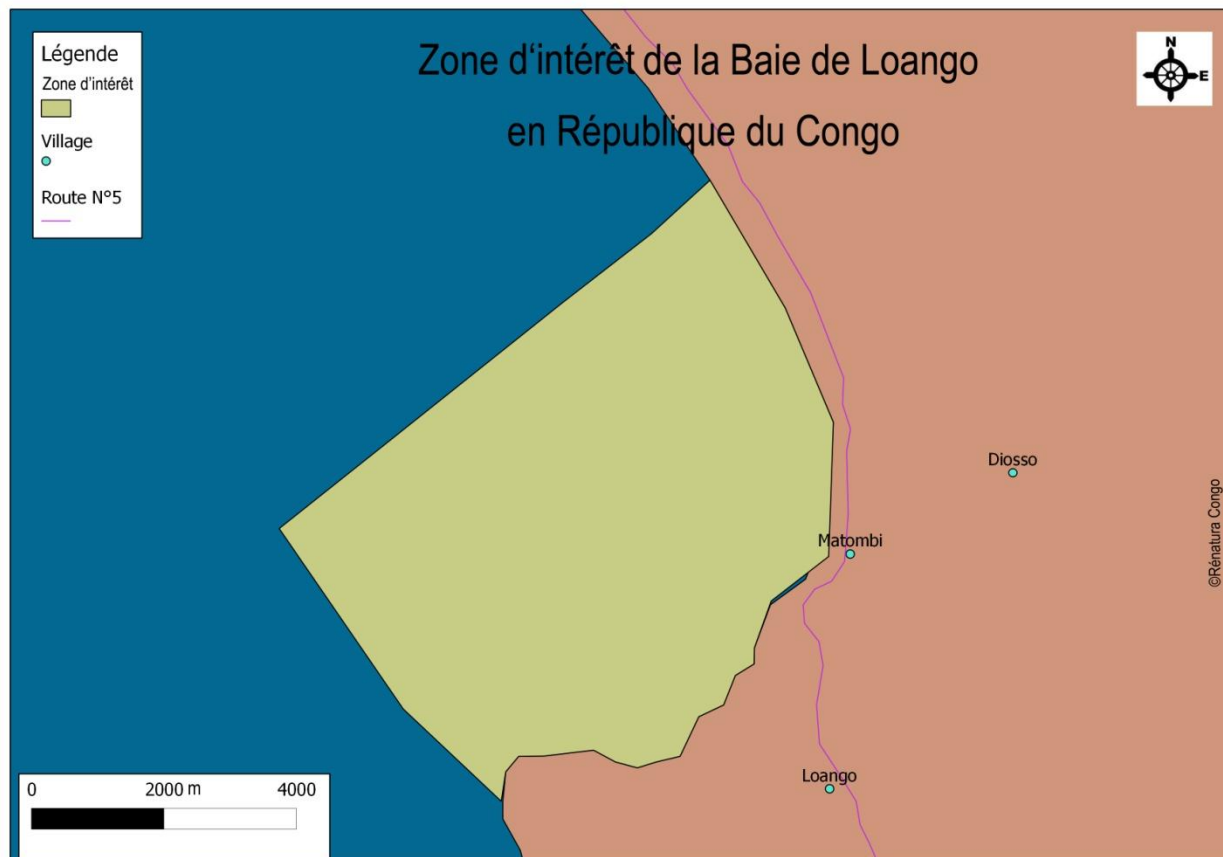 Légende
Zone d'intérêt
Village
Route N°5
Zone d'intérêt de la Baie de Loango
en République du Congo
N
E
Diosso
Matombi
Loango
©Rénatura Congo
0 2000 m 4000